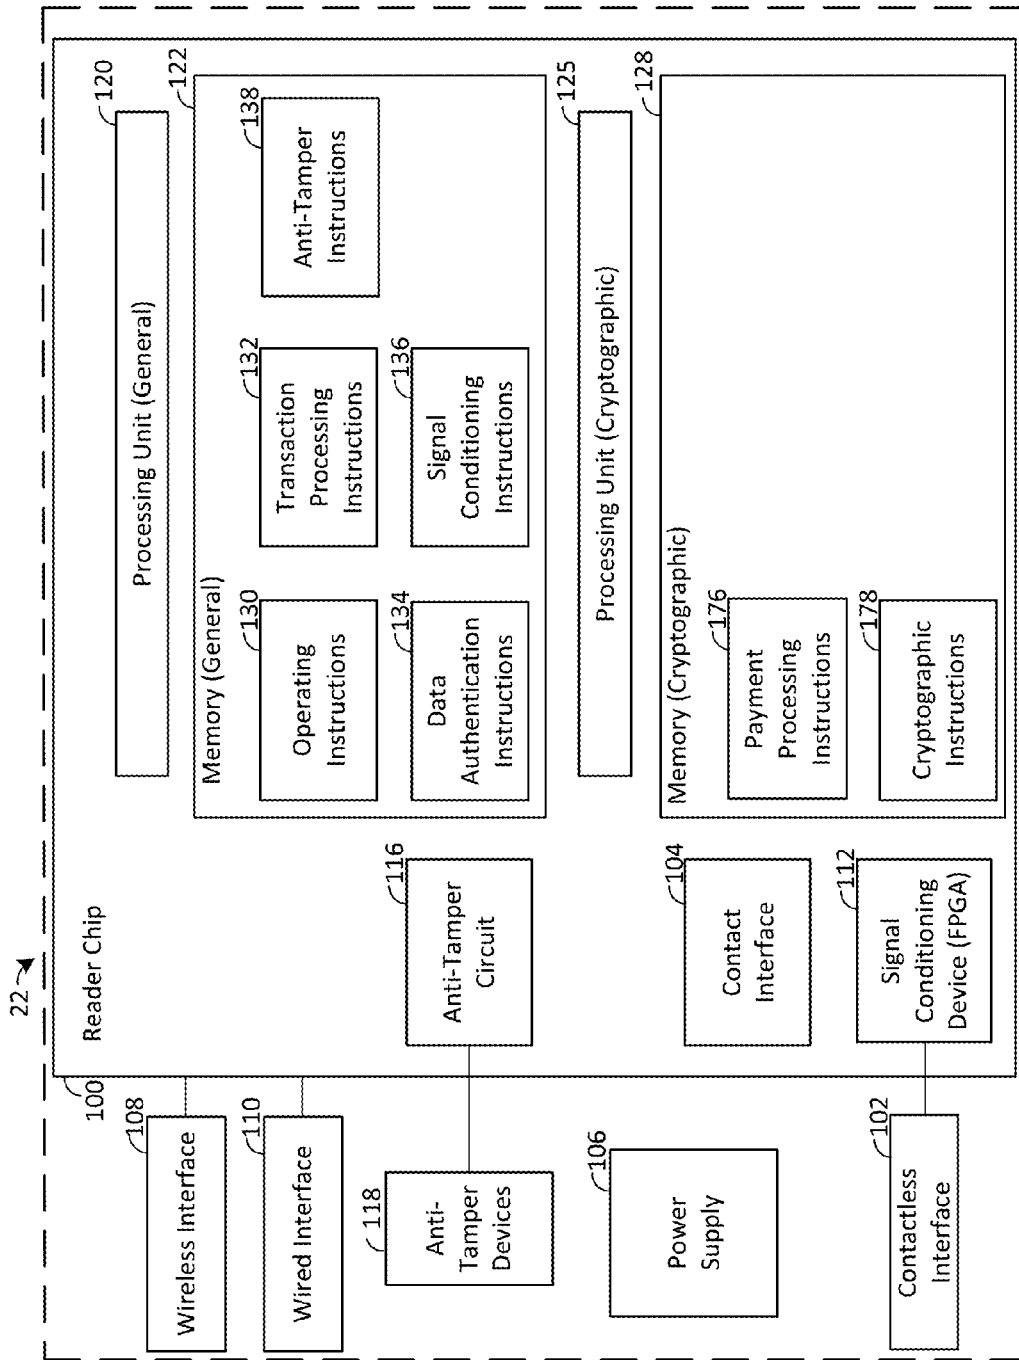 22
100
Reader Chip
120
Processing Unit (General)
122
Memory (General)
130
Operating
Instructions
132
Transaction
Processing
Instructions
138
Anti-Tamper
Instructions
134
Data
Authentication
Instructions
136
Signal
Conditioning
Instructions
125
Processing Unit (Cryptographic)
128
Memory (Cryptographic)
176
Payment
Processing
Instructions
178
Cryptographic
Instructions
116
Anti-Tamper
Circuit
104
Contact
Interface
112
Signal
Conditioning
Device (FPGA)
108
Wireless Interface
110
Wired Interface
118
Anti-
Tamper
Devices
106
Power
Supply
102
Contactless
Interface